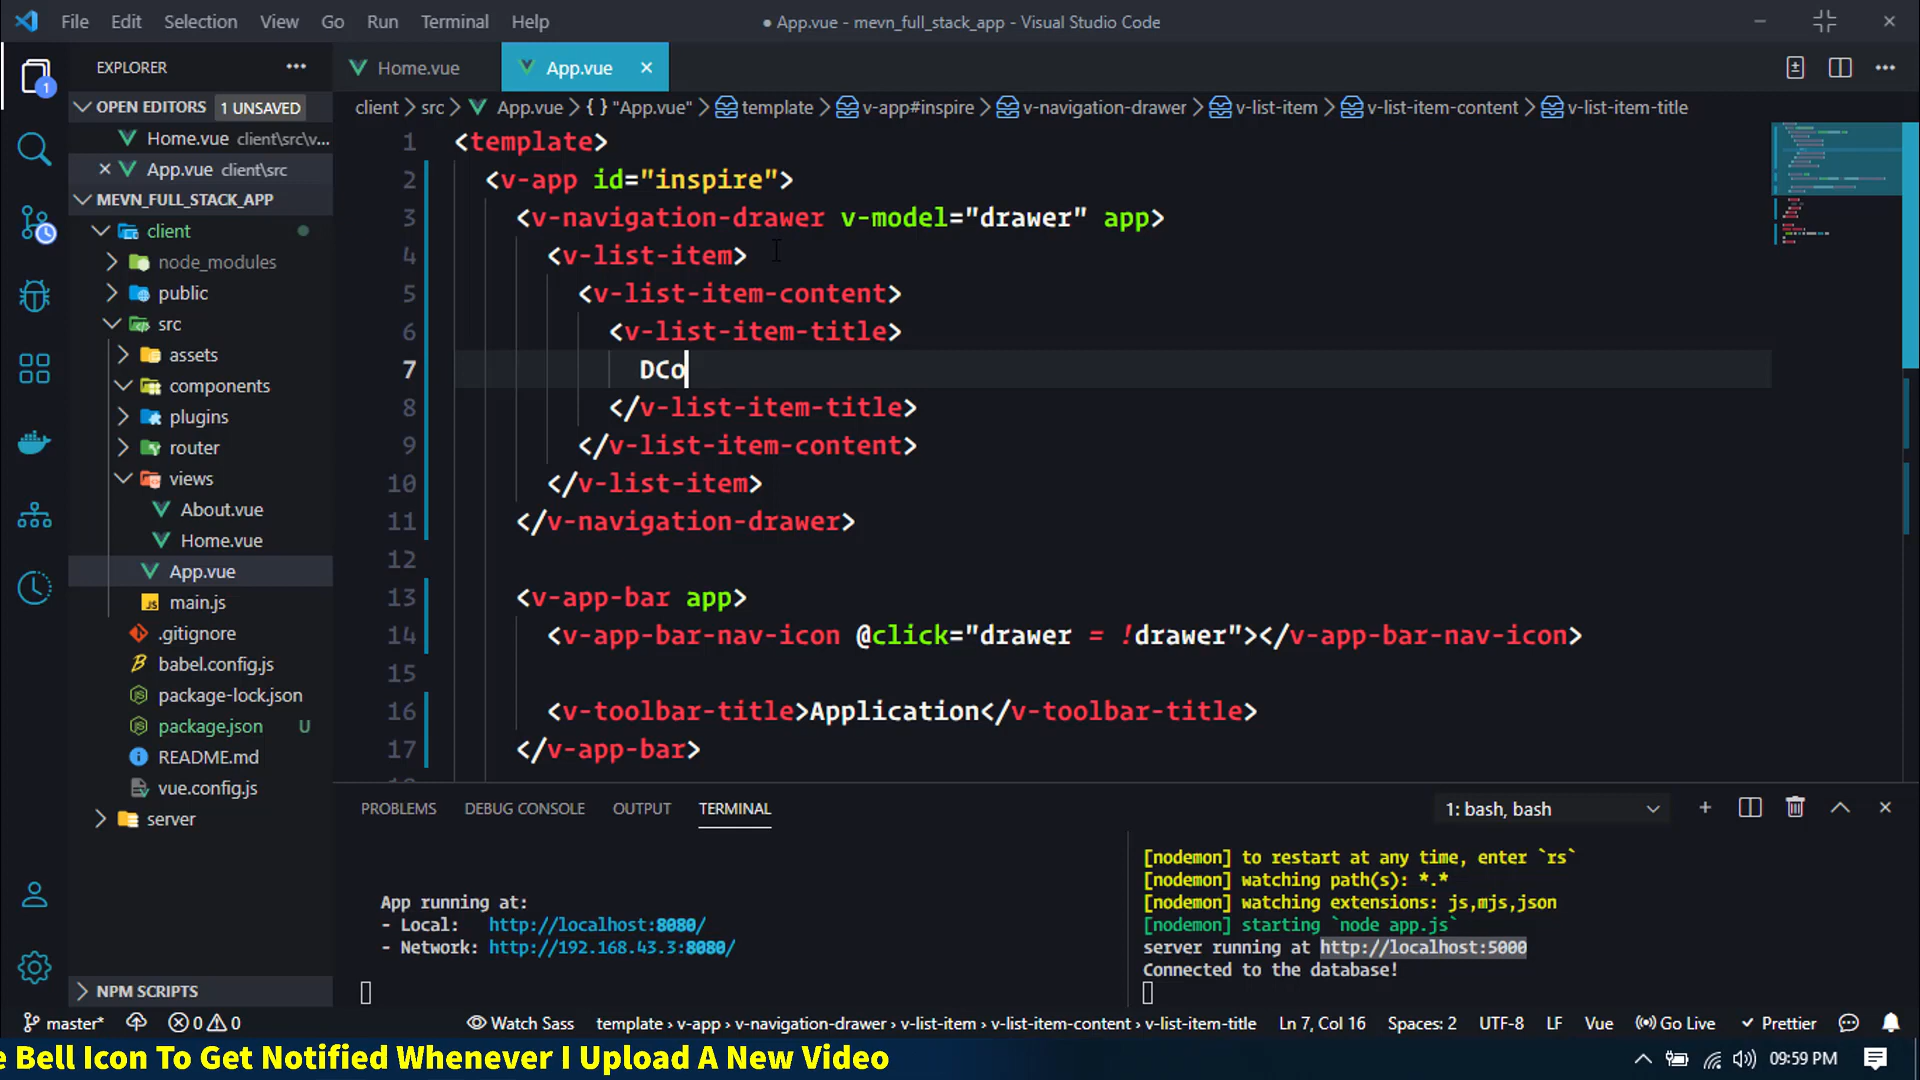 File Edit Selection View Go Run Terminal Help
● App.vue - mevn_full_stack_app - Visual Studio Code
EXPLORER
OPEN EDITORS 1 UNSAVED
Home.vue client\src\v...
App.vue client\src
MEVN_FULL_STACK_APP
client
node_modules
public
src
assets
components
plugins
router
views
About.vue
Home.vue
App.vue
main.js
.gitignore
babel.config.js
package-lock.json
package.json U
README.md
vue.config.js
server
NPM SCRIPTS
Home.vue App.vue
client > src > App.vue > {} "App.vue" > template > v-app#inspire > v-navigation-drawer > v-list-item > v-list-item-content > v-list-item-title
1 <template>
2 <v-app id="inspire">
3 <v-navigation-drawer v-model="drawer" app>
4 <v-list-item>
5 <v-list-item-content>
6 <v-list-item-title>
7 DCo
8 </v-list-item-title>
9 </v-list-item-content>
10 </v-list-item>
11 </v-navigation-drawer>
12
13 <v-app-bar app>
14 <v-app-bar-nav-icon @click="drawer = !drawer"></v-app-bar-nav-icon>
15
16 <v-toolbar-title>Application</v-toolbar-title>
17 </v-app-bar>
PROBLEMS DEBUG CONSOLE OUTPUT TERMINAL 1: bash, bash
App running at:
- Local: http://localhost:8080/
- Network: http://192.168.43.3:8080/
[nodemon] to restart at any time, enter `rs`
[nodemon] watching path(s): *.*
[nodemon] watching extensions: js,mjs,json
[nodemon] starting `node app.js`
server running at http://localhost:5000
Connected to the database!
master* 0 0 Watch Sass template › v-app › v-navigation-drawer › v-list-item › v-list-item-content › v-list-item-title Ln 7, Col 16 Spaces: 2 UTF-8 LF Vue Go Live Prettier
e Bell Icon To Get Notified Whenever I Upload A New Video
09:59 PM